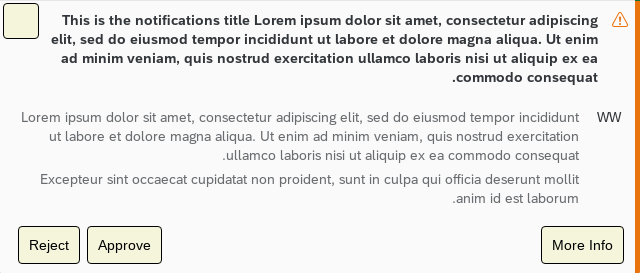 This is the notifications title Lorem ipsum dolor sit amet, consectetur adipiscing
elit, sed do eiusmod tempor incididunt ut labore et dolore magna aliqua. Ut enim
ad minim veniam, quis nostrud exercitation ullamco laboris nisi ut aliquip ex ea
.commodo consequat
WW
Lorem ipsum dolor sit amet, consectetur adipiscing elit, sed do eiusmod tempor incididunt
ut labore et dolore magna aliqua. Ut enim ad minim veniam, quis nostrud exercitation
.ullamco laboris nisi ut aliquip ex ea commodo consequat
Excepteur sint occaecat cupidatat non proident, sunt in culpa qui officia deserunt mollit
.anim id est laborum
More Info
Approve
Reject